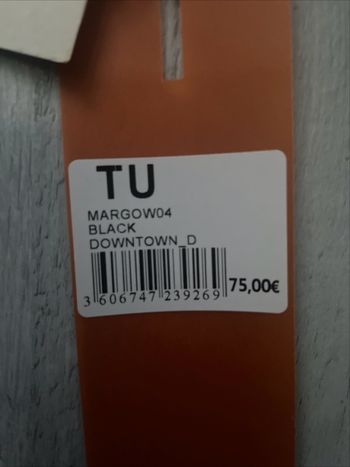 TU
MARGOW04
BLACK
DOWNTOWN_D
3 606747 239269
75,00€